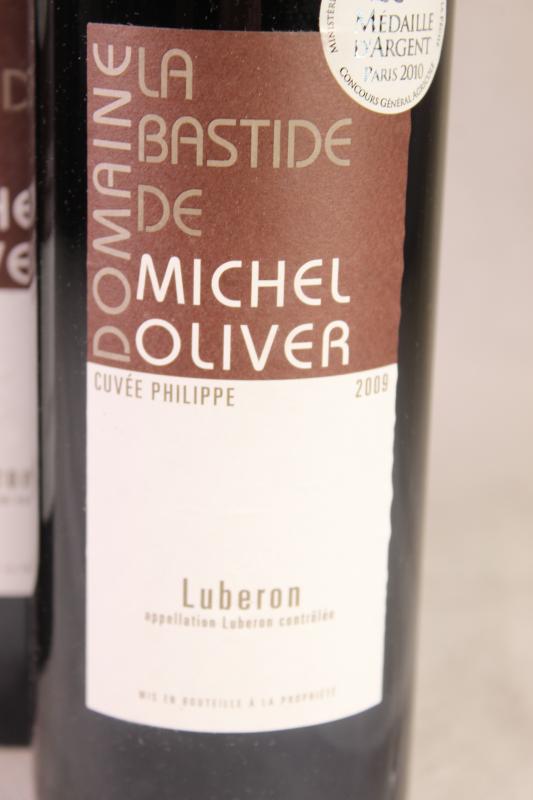 DOMAINE
LA
BASTIDE
DE
MICHEL
OLIVER
CUVÉE PHILIPPE 2009
Luberon
appellation Luberon contrôlée
MIS EN BOUTEILLE À LA PROPRIÉTÉ
MÉDAILLE
D'ARGENT
PARIS 2010
CONCOURS GÉNÉRAL AGRICOLE